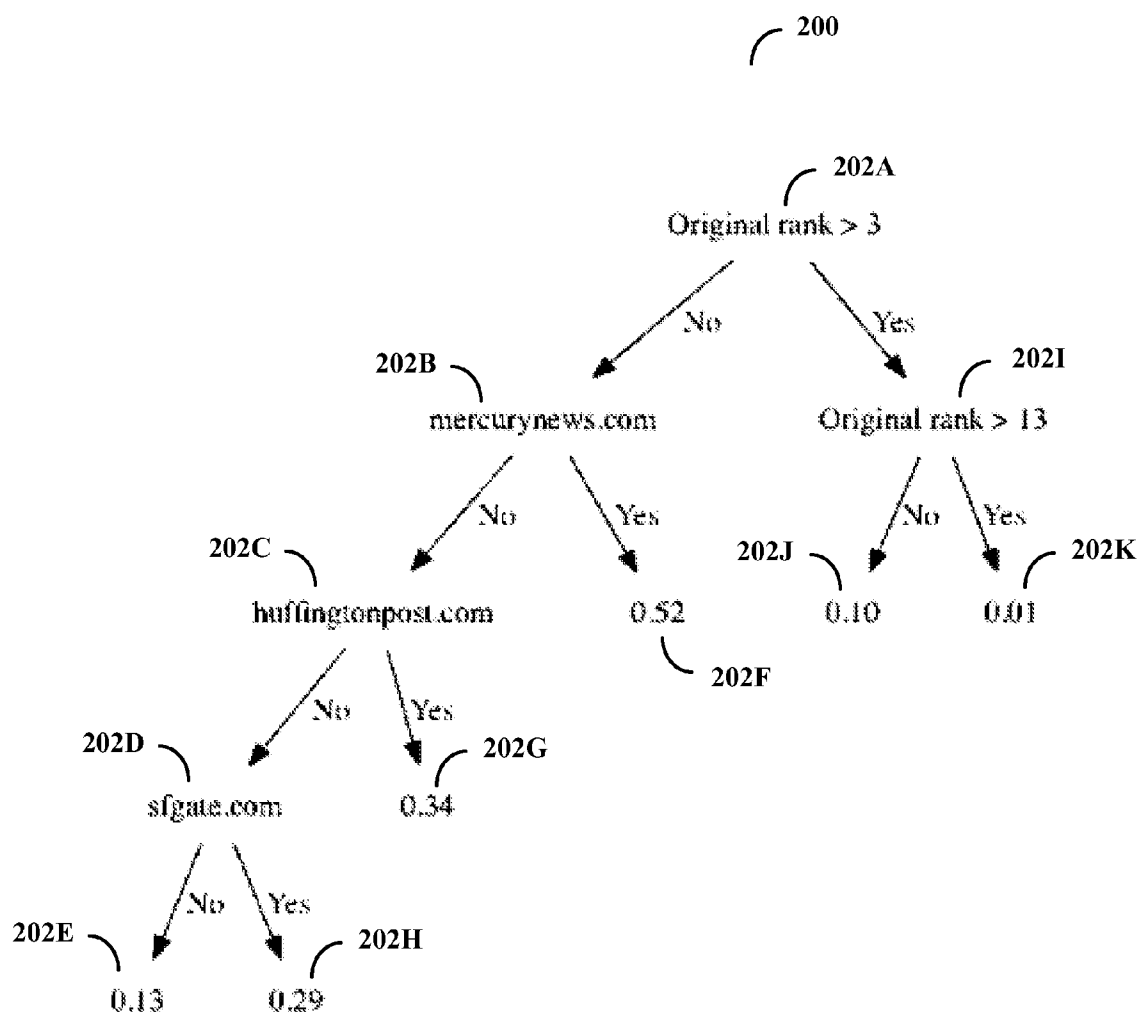 200
202A
Original rank > 3
No
Yes
202B
202I
mercurynews.com
Original rank > 13
No
Yes
No
Yes
202C
202J
202K
huffingtonpost.com
0.52
0.10
0.01
202F
No
Yes
202D
202G
sfgate.com
0.34
No
Yes
202E
202H
0.13
0.29